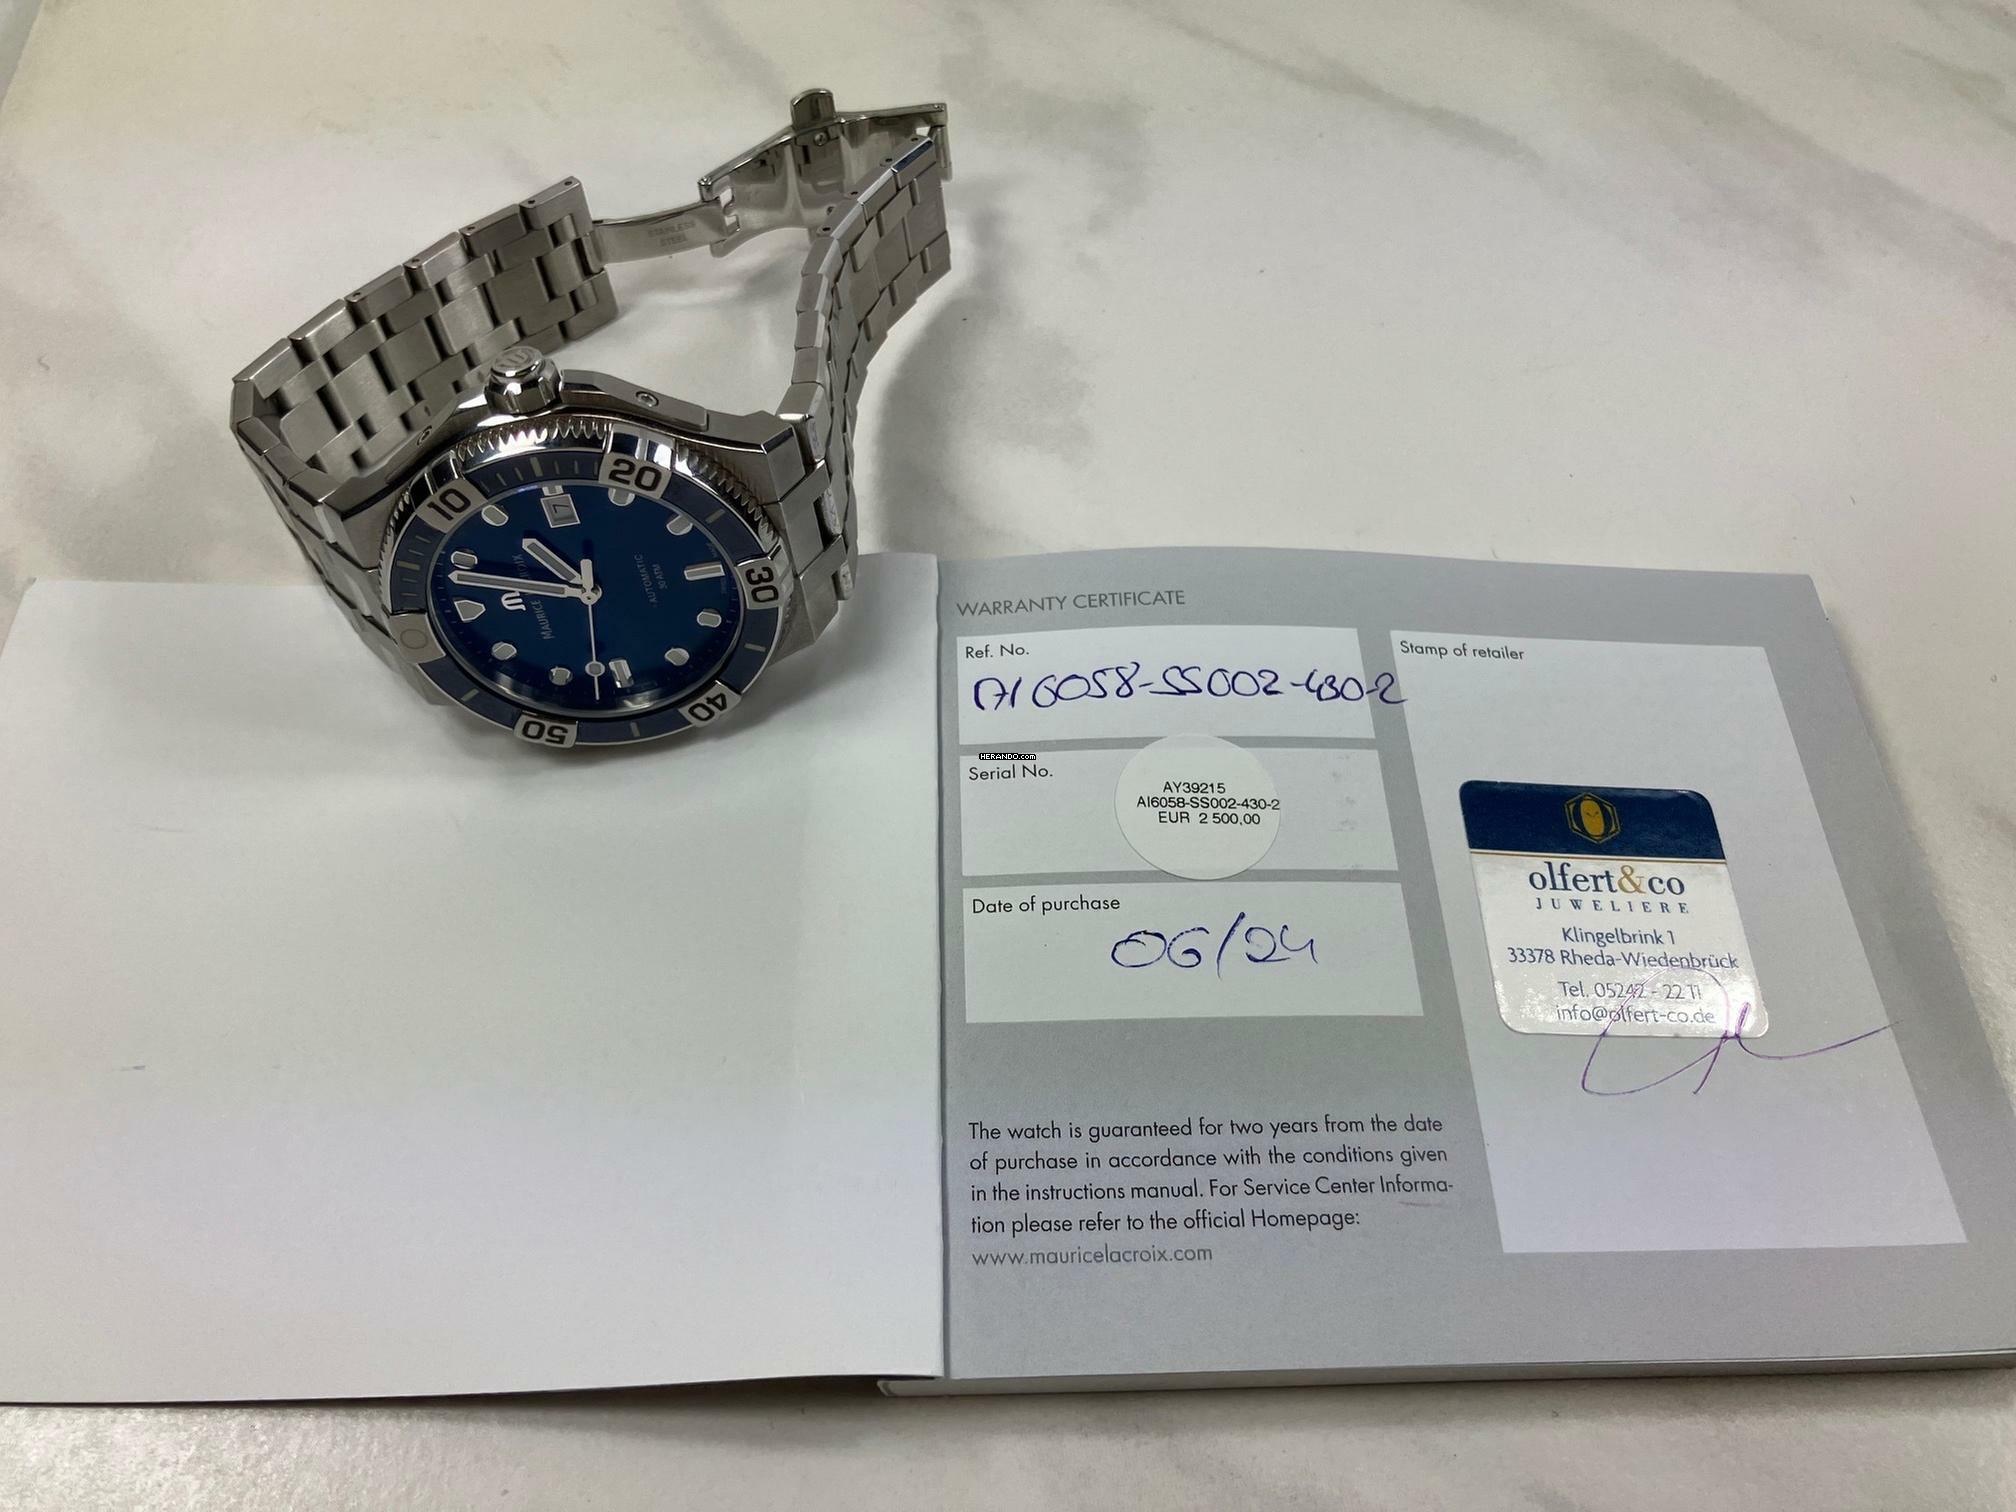 STAINLESS
STEEL
10
20
30
40
50
7
MAURICE
AUTOMATIC
30 ATM
WARRANTY CERTIFICATE
Ref. No.
AI6058-SS002-430-2
Stamp of retailer
HERANDO.com
Serial No.
AY39215
AI6058-SS002-430-2
EUR 2 500,00
Date of purchase
06/24
olfert&co
JUWELIERE
Klingelbrink 1
33378 Rheda-Wiedenbrück
Tel. 05242 - 22 11
info@olfert-co.de
The watch is guaranteed for two years from the date
of purchase in accordance with the conditions given
in the instructions manual. For Service Center Informa-
tion please refer to the official Homepage:
www.mauricelacroix.com